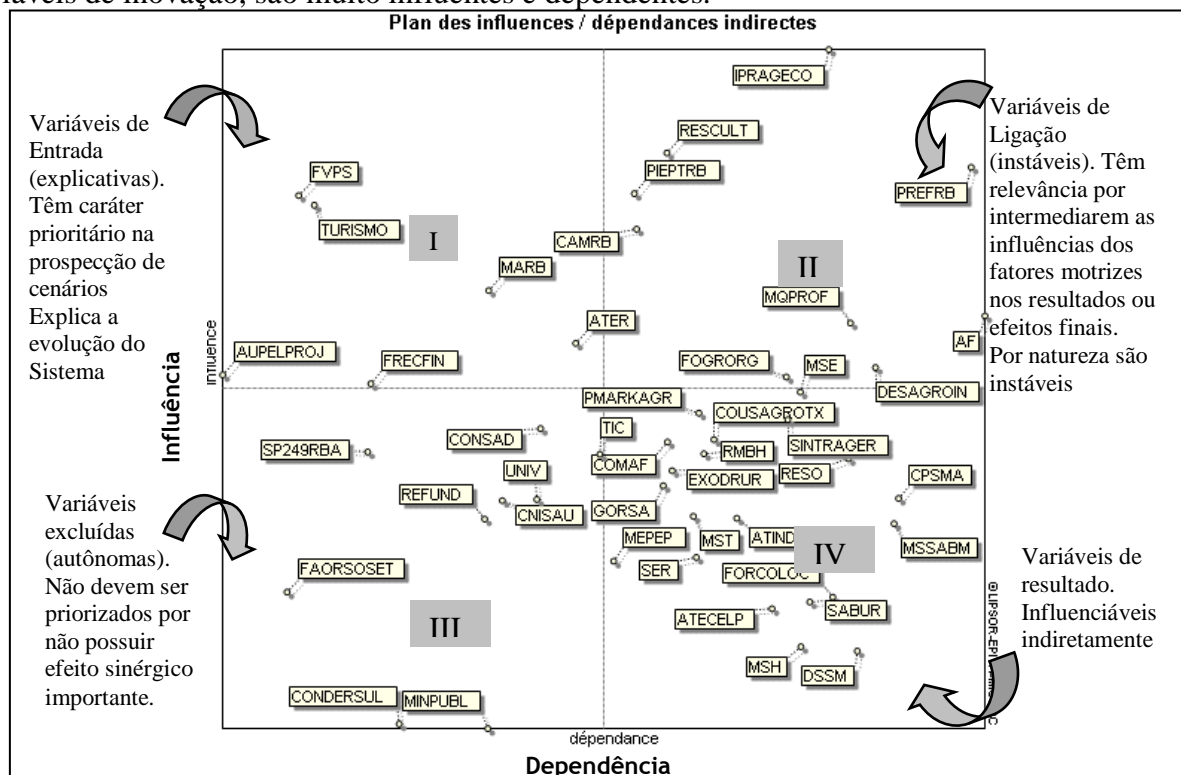 de inovação, são muito influentes e dependentes.
Plan des influences / dépendances indirectes
IPRAGECO
RESCULT
FVPS
PIEPTRB
PREFRB
TURISMO
I
CAMRB
MARB
II
MQPROF
ATER
AF
AUPELPROJ
FRECFIN
FOGRORG
MSE
DESAGROIN
PMARKAGR
COUSAGROTX
TIC
CONSAD
SP249RBA
RMBH
SINTRAGER
COMAF
UNIV
EXODRUR
RESO
CPSMA
REFUND
CNISAU
GORSA
MEPEP
MST
ATIND
MSSABM
SER
FORCOLOC
IV
FAORSOSET
SABUR
ATECELP
III
MSH
DSSM
CONDERSUL
MINPUBL
Variáveis de
Entrada
(explicativas).
Têm caráter
prioritário na
prospecção de
cenários
Explica a
evolução do
Sistema
Variáveis de
Ligação
(instáveis). Têm
relevância por
intermediarem as
influências dos
fatores motrizes
nos resultados ou
efeitos finais.
Por natureza são
instáveis
Variáveis
excluídas
(autônomas).
Não devem ser
priorizados por
não possuir
efeito sinérgico
importante.
Variáveis de
resultado.
Influenciáveis
indiretamente
Influência
influence
dépendance
Dependência
© LIPSOR-EPI